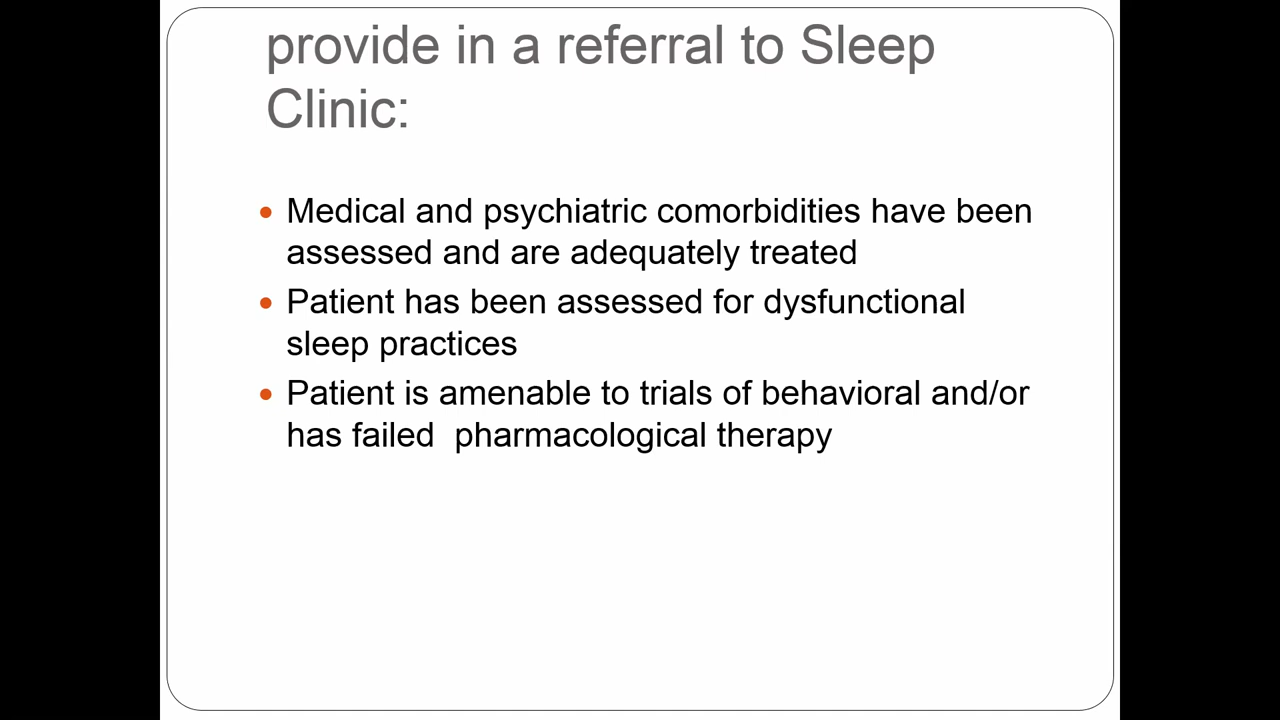 provide in a referral to Sleep
Clinic:
Medical and psychiatric comorbidities have been
assessed and are adequately treated
Patient has been assessed for dysfunctional
sleep practices
Patient is amenable to trials of behavioral and/or
has failed  pharmacological therapy